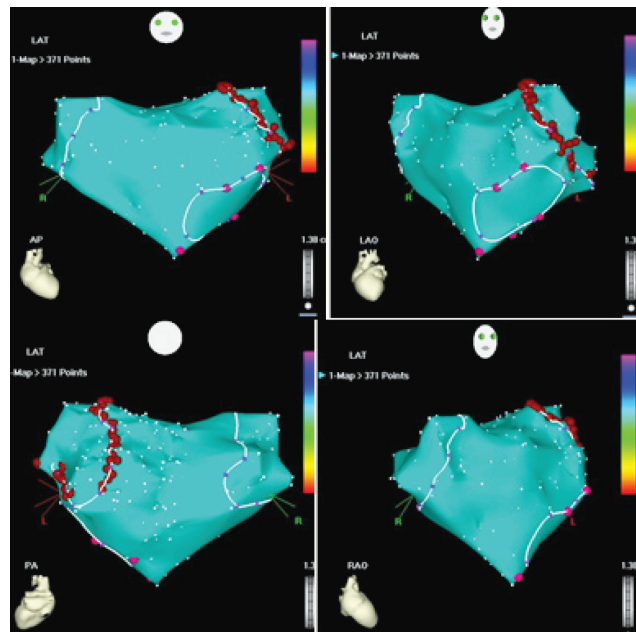 LAT
1-Map > 371 Points
R
L
AP
1.38 c
LAT
1-Map > 371 Points
R
L
LAO
1.3
LAT
-Map > 371 Points
L
R
PA
1.3
LAT
1-Map > 371 Points
R
L
RAO
1.38